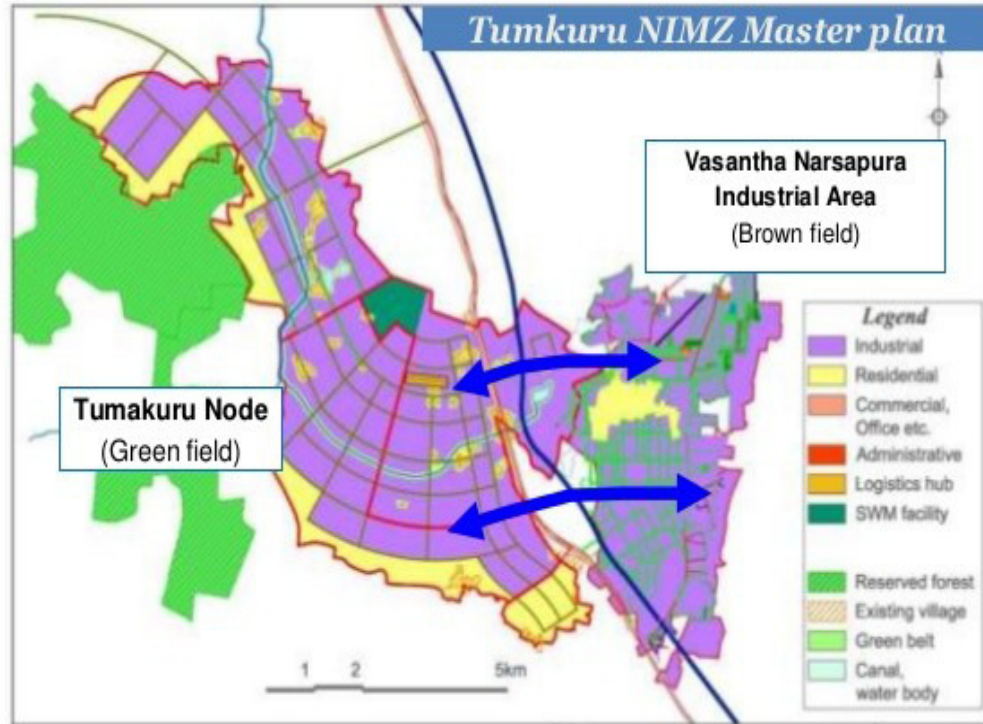 Tumkuru NIMZ Master plan
Vasantha Narsapura
Industrial Area
(Brown field)
Tumakuru Node
(Green field)
Legend
Industrial
Residential
Commercial,
Office etc.
Administrative
Logistics hub
SWM facility
Reserved forest
Existing village
Green belt
Canal,
water body
1 2 5km